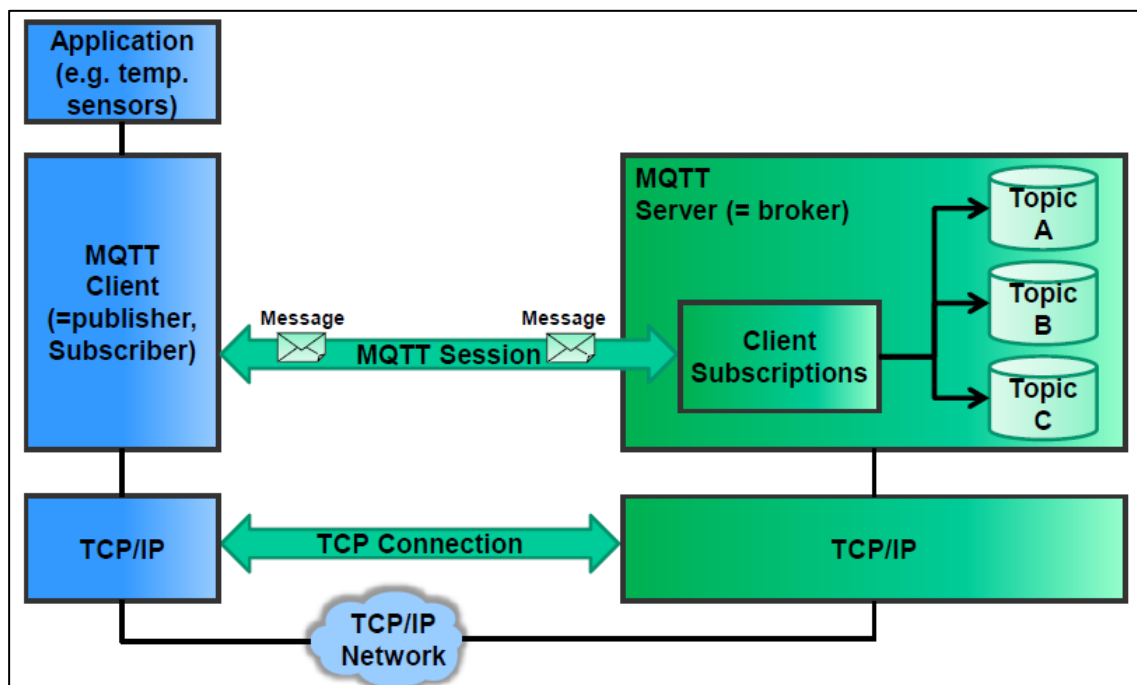 Application
(e.g. temp.
sensors)
MQTT
Client
(=publisher,
Subscriber)
Message
Message
MQTT Session
MQTT
Server (= broker)
Client
Subscriptions
Topic
A
Topic
B
Topic
C
TCP/IP
TCP Connection
TCP/IP
TCP/IP
Network